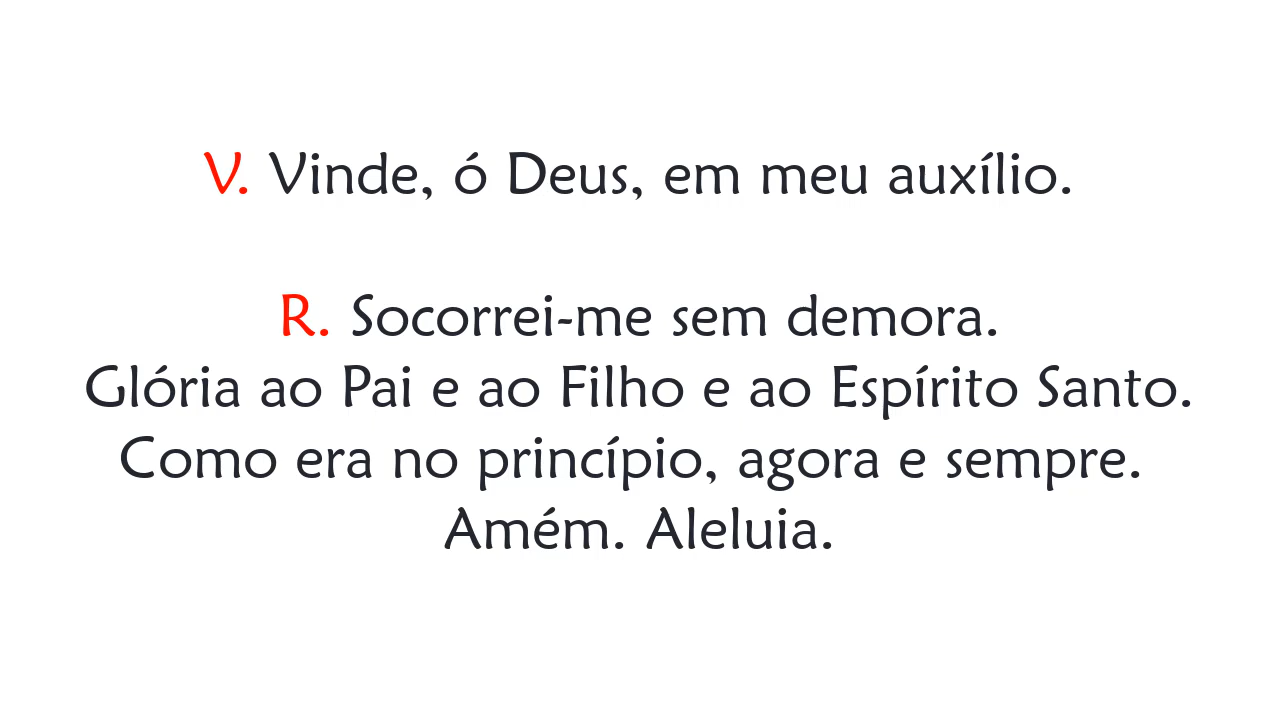 V. Vinde, ó Deus, em meu auxílio.
R. Socorrei-me sem demora.
Glória ao Pai e ao Filho e ao Espírito Santo.
Como era no princípio, agora e sempre.
Amém. Aleluia.